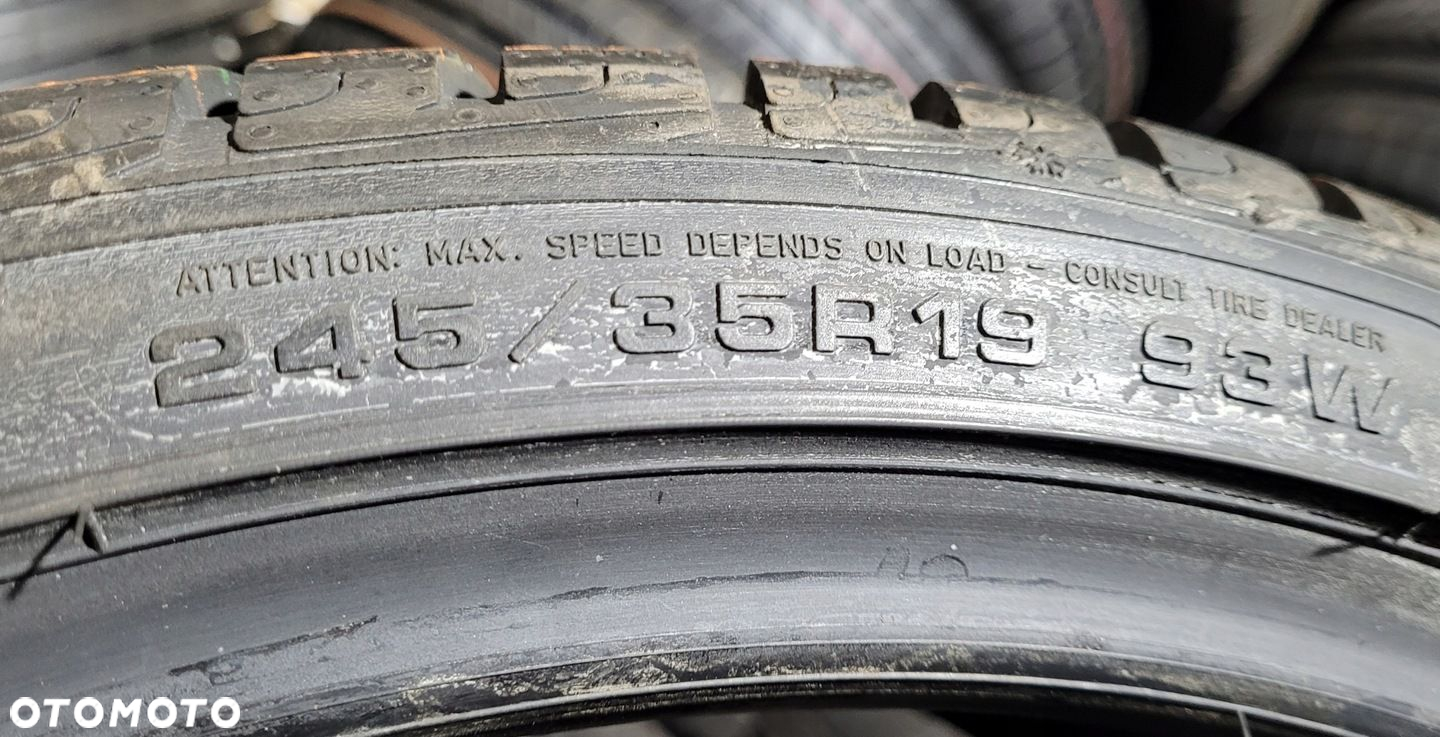 ATTENTION: MAX. SPEED DEPENDS ON LOAD - CONSULT TIRE DEALER
245/35R19 93W
OTOMOTO